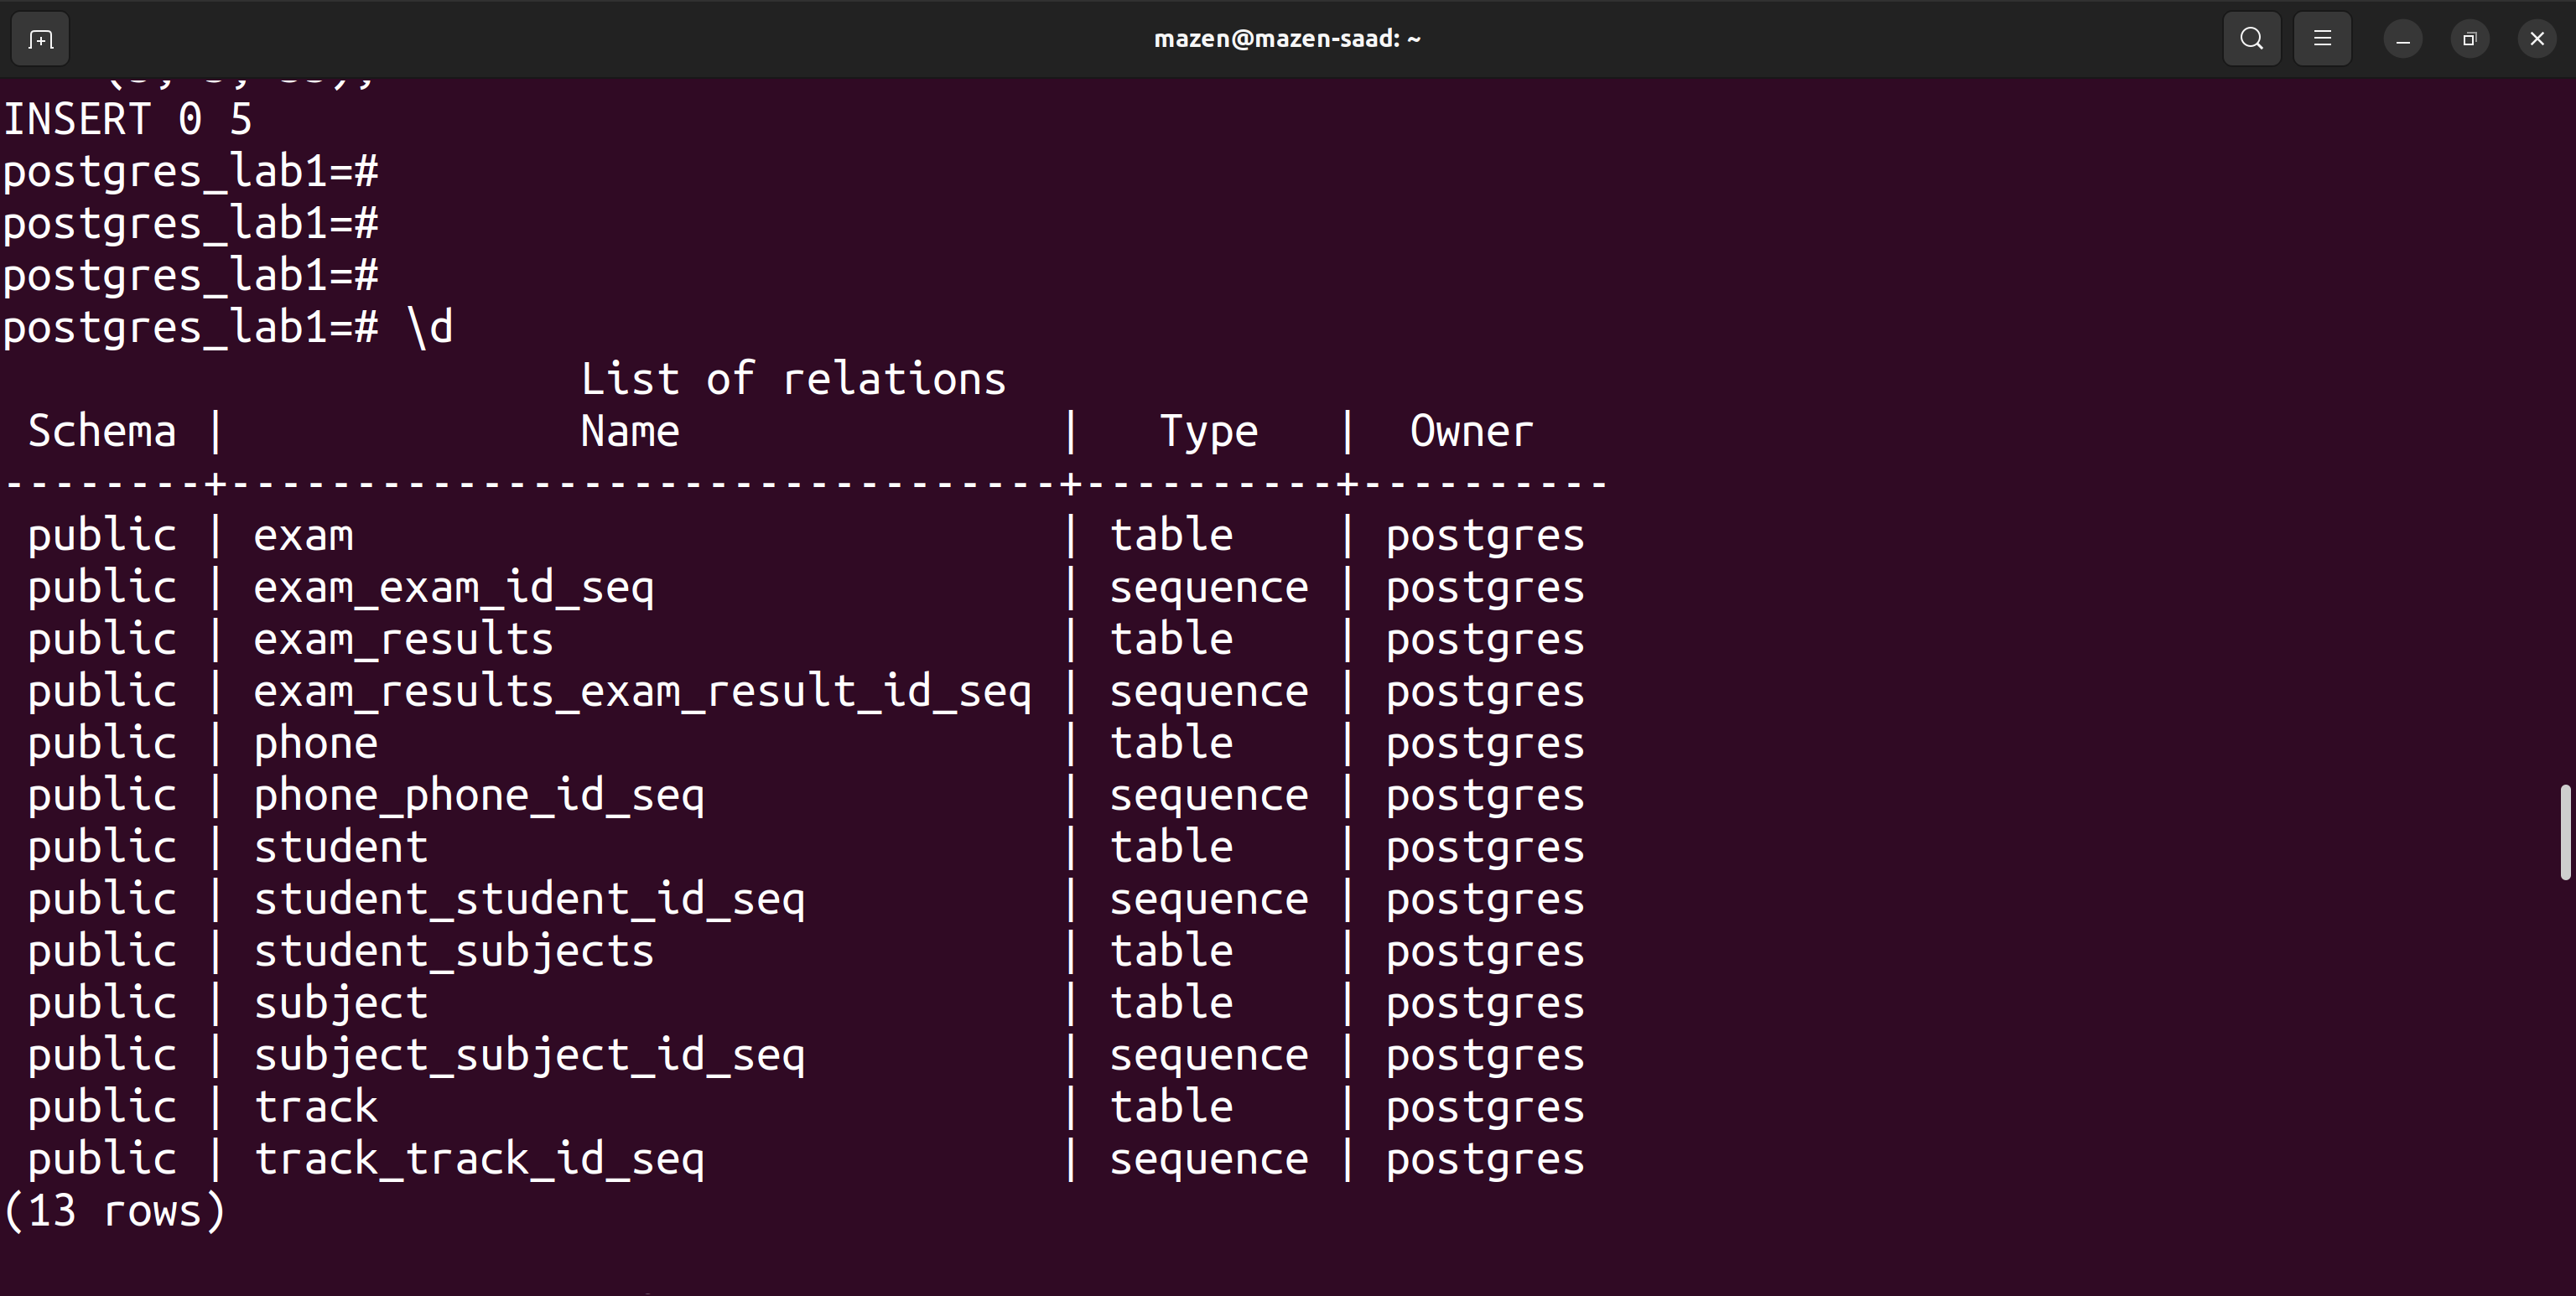 mazen@mazen-saad: ~
INSERT 0 5
postgres_lab1=#
postgres_lab1=#
postgres_lab1=#
postgres_lab1=# \d
                       List of relations
 Schema |              Name               |   Type   |  Owner
--------+---------------------------------+----------+----------
 public | exam                            | table    | postgres
 public | exam_exam_id_seq                | sequence | postgres
 public | exam_results                    | table    | postgres
 public | exam_results_exam_result_id_seq | sequence | postgres
 public | phone                           | table    | postgres
 public | phone_phone_id_seq              | sequence | postgres
 public | student                         | table    | postgres
 public | student_student_id_seq          | sequence | postgres
 public | student_subjects                | table    | postgres
 public | subject                         | table    | postgres
 public | subject_subject_id_seq          | sequence | postgres
 public | track                           | table    | postgres
 public | track_track_id_seq              | sequence | postgres
(13 rows)